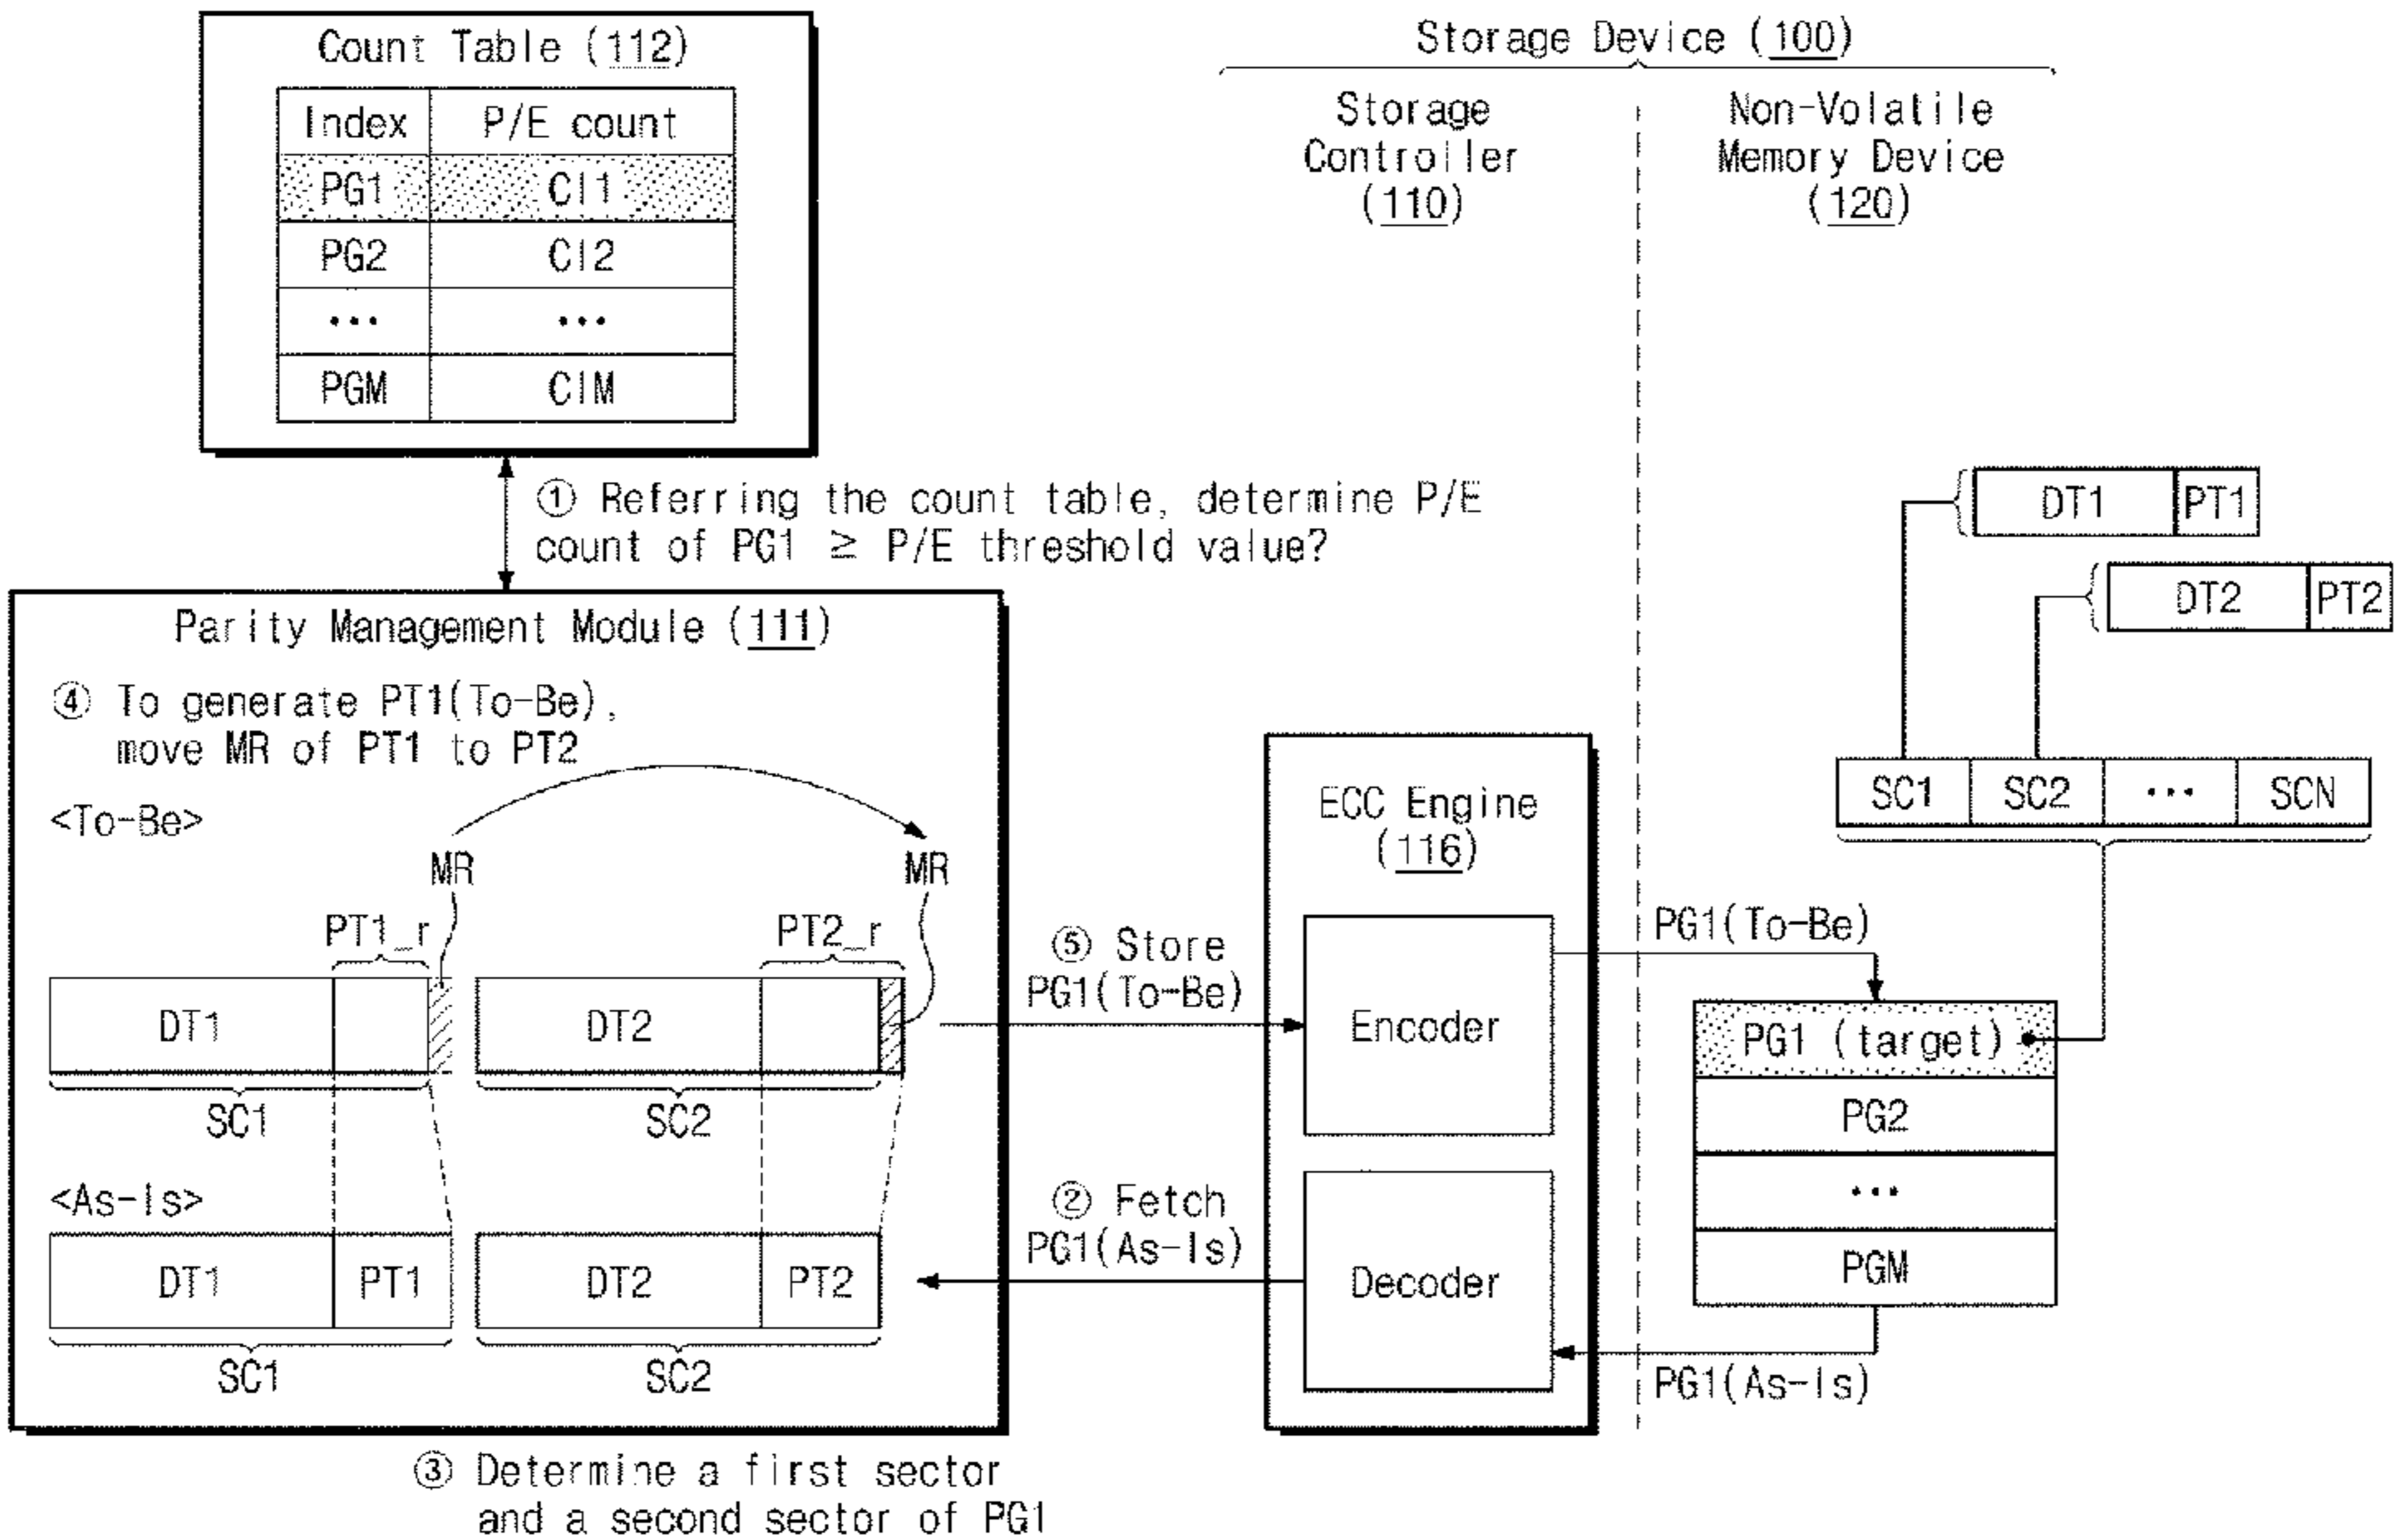 Count Table (112)
Index P/E count
PG1 CI1
PG2 CI2
... ...
PGM CIM
Storage Device (100)
Storage
Controller
(110)
Non-Volatile
Memory Device
(120)
① Referring the count table, determine P/E
count of PG1 ≥ P/E threshold value?
DT1 PT1
DT2 PT2
SC1 SC2 ... SCN
Parity Management Module (111)
④ To generate PT1(To-Be),
move MR of PT1 to PT2
<To-Be>
MR MR
PT1_r PT2_r
DT1 DT2
SC1 SC2
<As-Is>
DT1 PT1 DT2 PT2
SC1 SC2
③ Determine a first sector
and a second sector of PG1
⑤ Store
PG1(To-Be)
② Fetch
PG1(As-Is)
ECC Engine
(116)
Encoder
Decoder
PG1(To-Be)
PG1 (target)
PG2
...
PGM
PG1(As-Is)